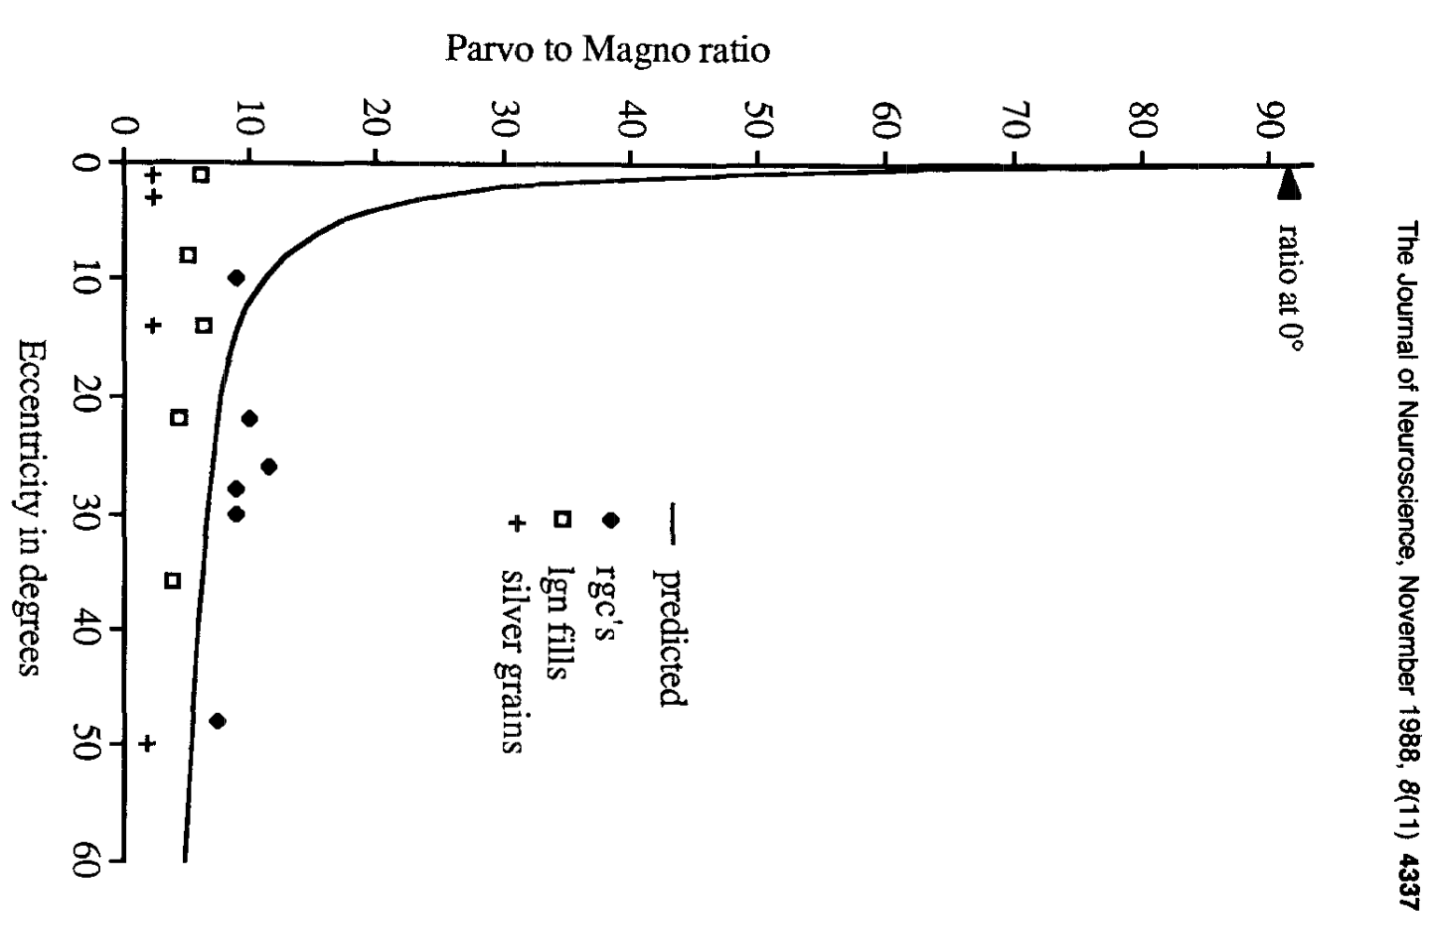 The Journal of Neuroscience, November 1988, 8(11) 4337
Parvo to Magno ratio
0
10
20
30
40
50
60
70
80
90
ratio at 0°
predicted
rgc's
lgn fills
silver grains
0
10
20
30
40
50
60
Eccentricity in degrees